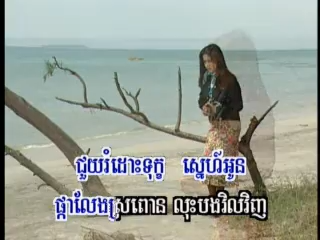 ជួយរំដោះទុក្ខ ស្នេហ៍អូន
ផ្កាលែងស្រពោន លុះបងវិលវិញ